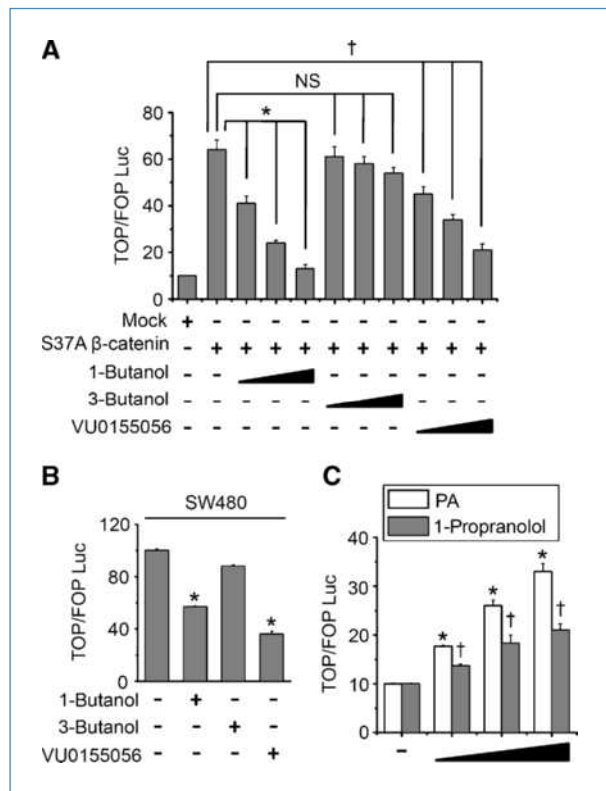 A
†
NS
*
80
60
40
20
0
TOP/FOP Luc
Mock + - - - - - - - - - -
S37A β-catenin - + + + + + + + + + +
1-Butanol - - - - - - - -
3-Butanol - - - - - - - -
VU0155056 - - - - - - - -
B
SW480
120
80
40
0
TOP/FOP Luc
* *
1-Butanol - + - -
3-Butanol - - + -
VU0155056 - - - +
C
PA
1-Propranolol
40
30
20
10
0
TOP/FOP Luc
* † * † * †
-